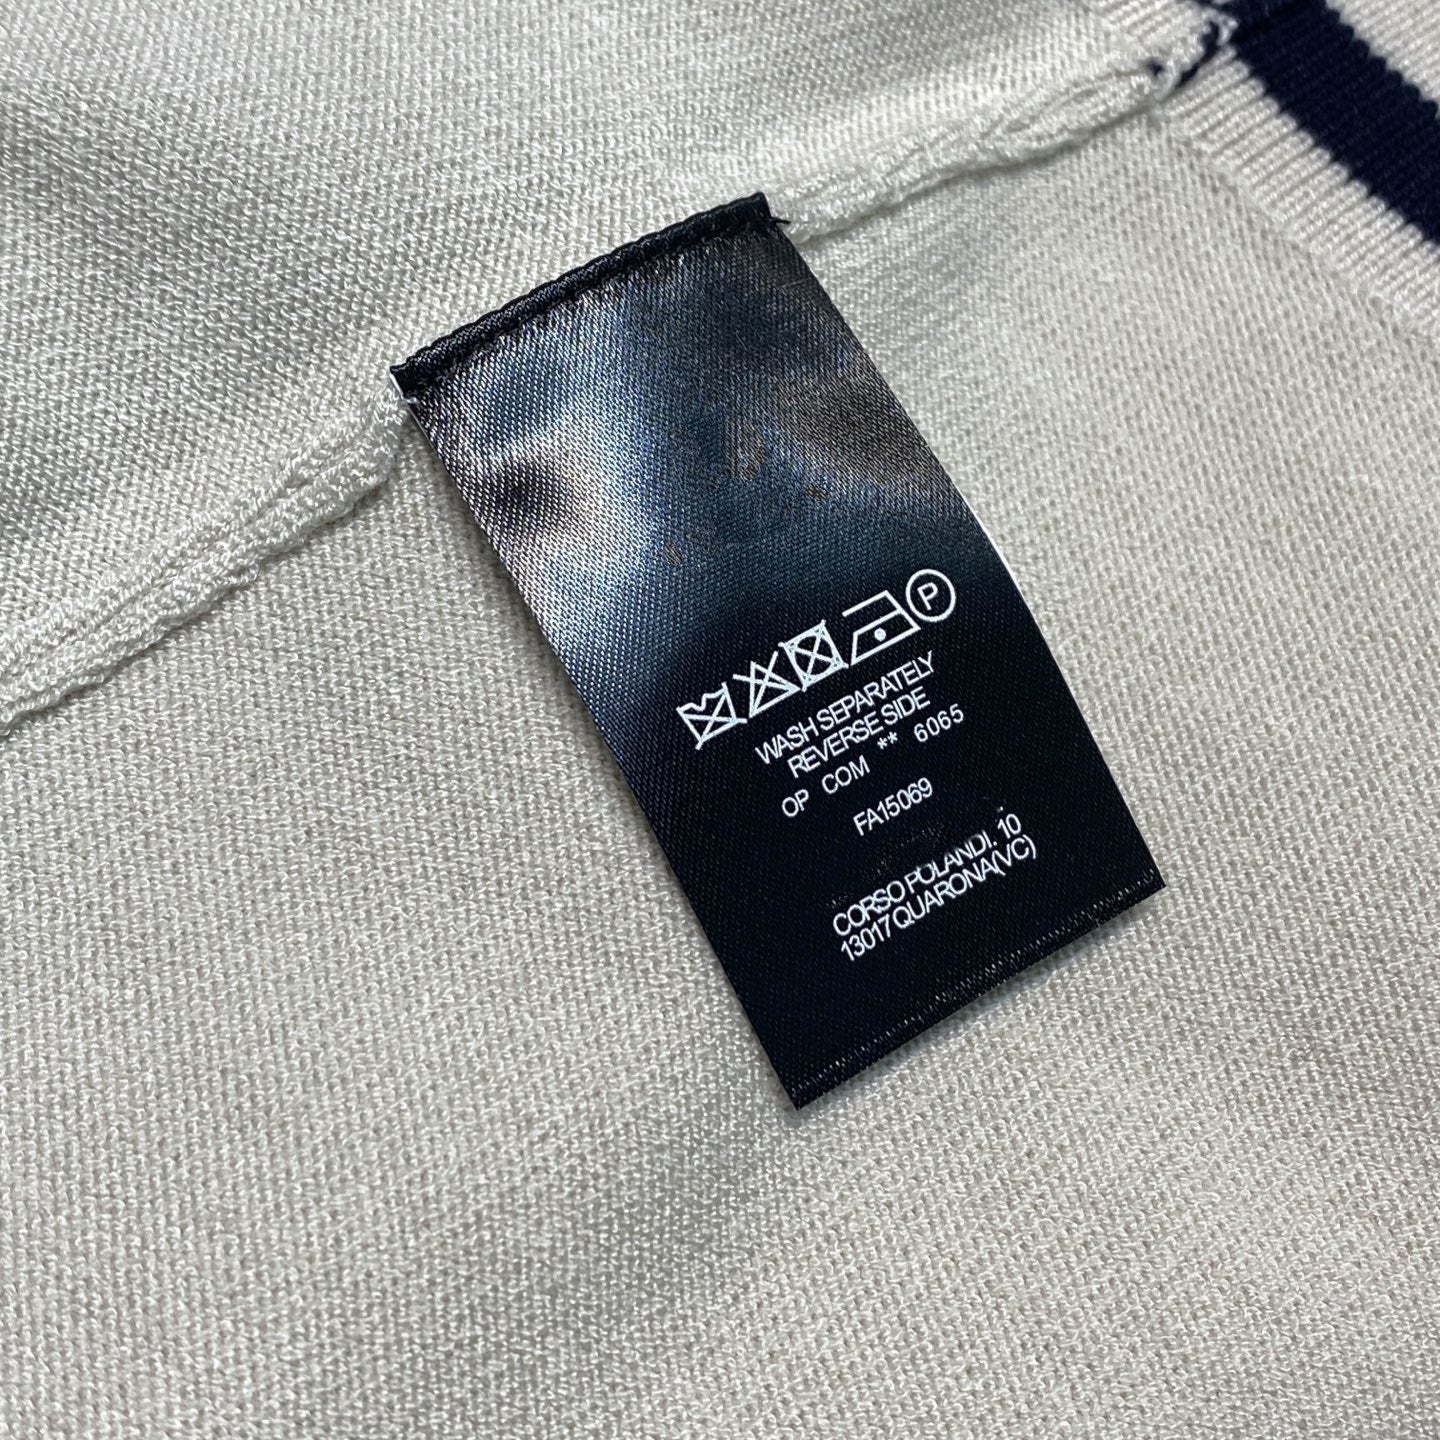 P
WASH SEPARATELY
REVERSE SIDE
OP COM ** 6065
FA15069
CORSO POLANDI. 10
13017 QUARONA(VC)